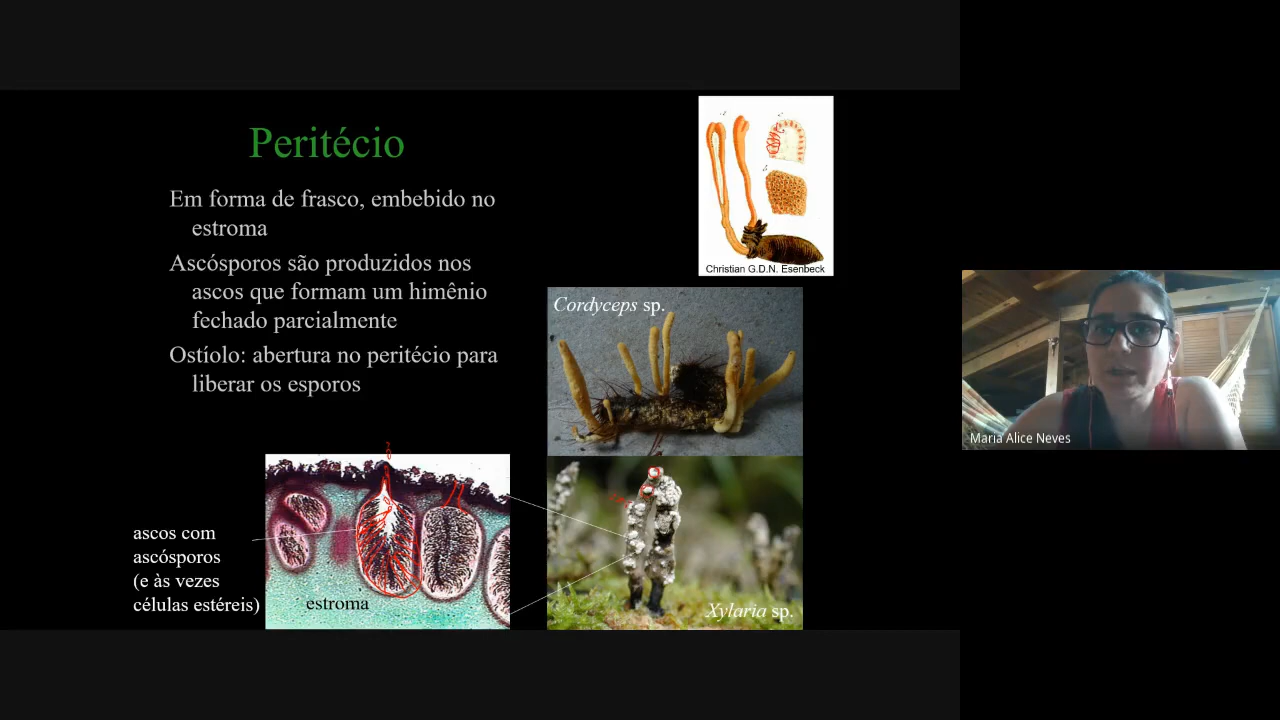 Peritécio
Em forma de frasco, embebido no
estroma
Ascósporos são produzidos nos
ascos que formam um himênio
fechado parcialmente
Ostíolo: abertura no peritécio para
liberar os esporos
Christian G.D.N. Esenbeck
Cordyceps sp.
ascos com
ascósporos
(e às vezes
células estéreis)
estroma
Xylaria sp.
Maria Alice Neves